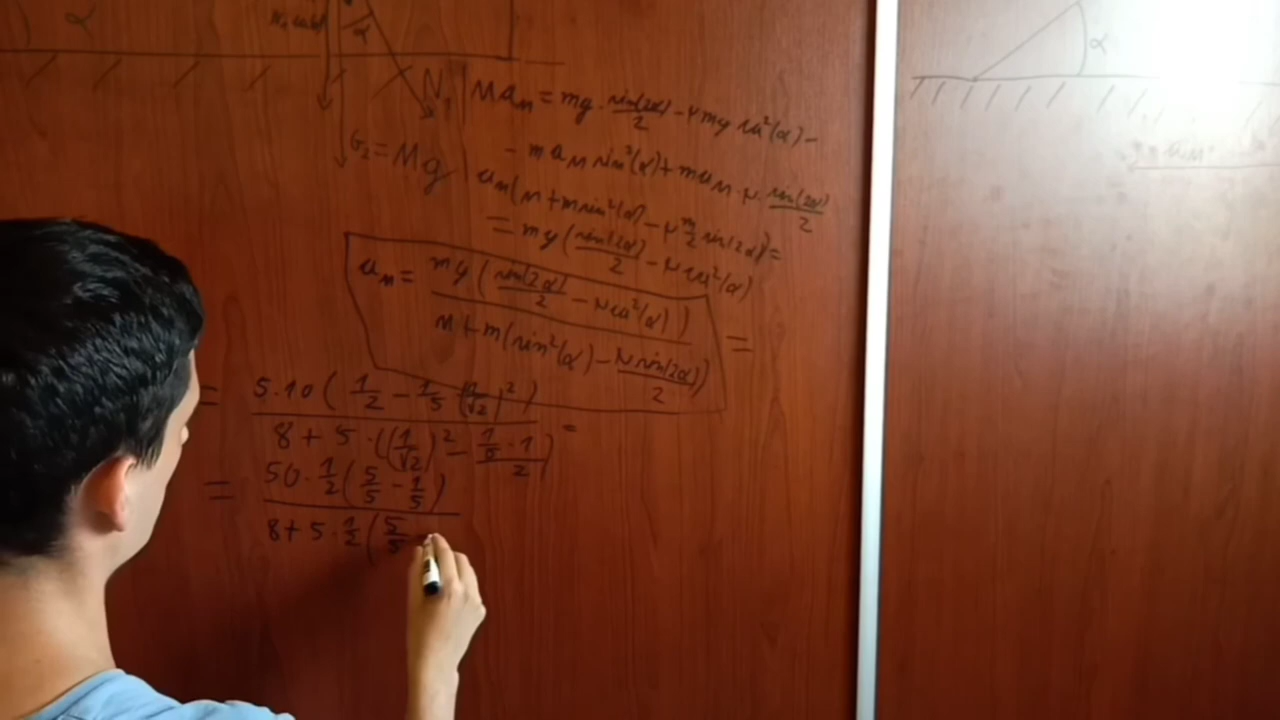 α
α
N₁
G₂ = Mg
Ma_M = mg · sin(2α)/2 - μmg cos²(α) -
- m a_M sin²(α) + m a_M · μ · sin(2α)/2
a_M(M + m sin²(α) - μ m/2 sin(2α)) =
= mg (sin(2α)/2 - μ cos²(α))
a_M = mg (sin(2α)/2 - μ cos²(α)) / M + m(sin²(α) - μ sin(2α)/2) =
= 5·10 (1/2 - 1/5 (1/√2)²) / 8 + 5 · ((1/√2)² - 1/5 · 1/2) =
= 50 · 1/2 (5/5 - 1/5) / 8 + 5 · 1/2 (5/5
α